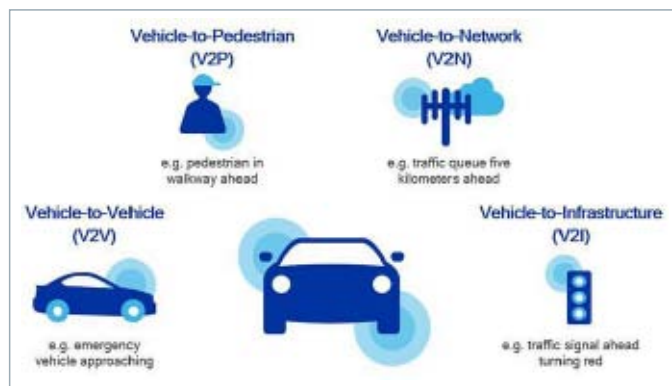 Vehicle-to-Pedestrian
(V2P)
e.g. pedestrian in
walkway ahead
Vehicle-to-Network
(V2N)
e.g. traffic queue five
kilometers ahead
Vehicle-to-Vehicle
(V2V)
e.g. emergency
vehicle approaching
Vehicle-to-Infrastructure
(V2I)
e.g. traffic signal ahead
turning red